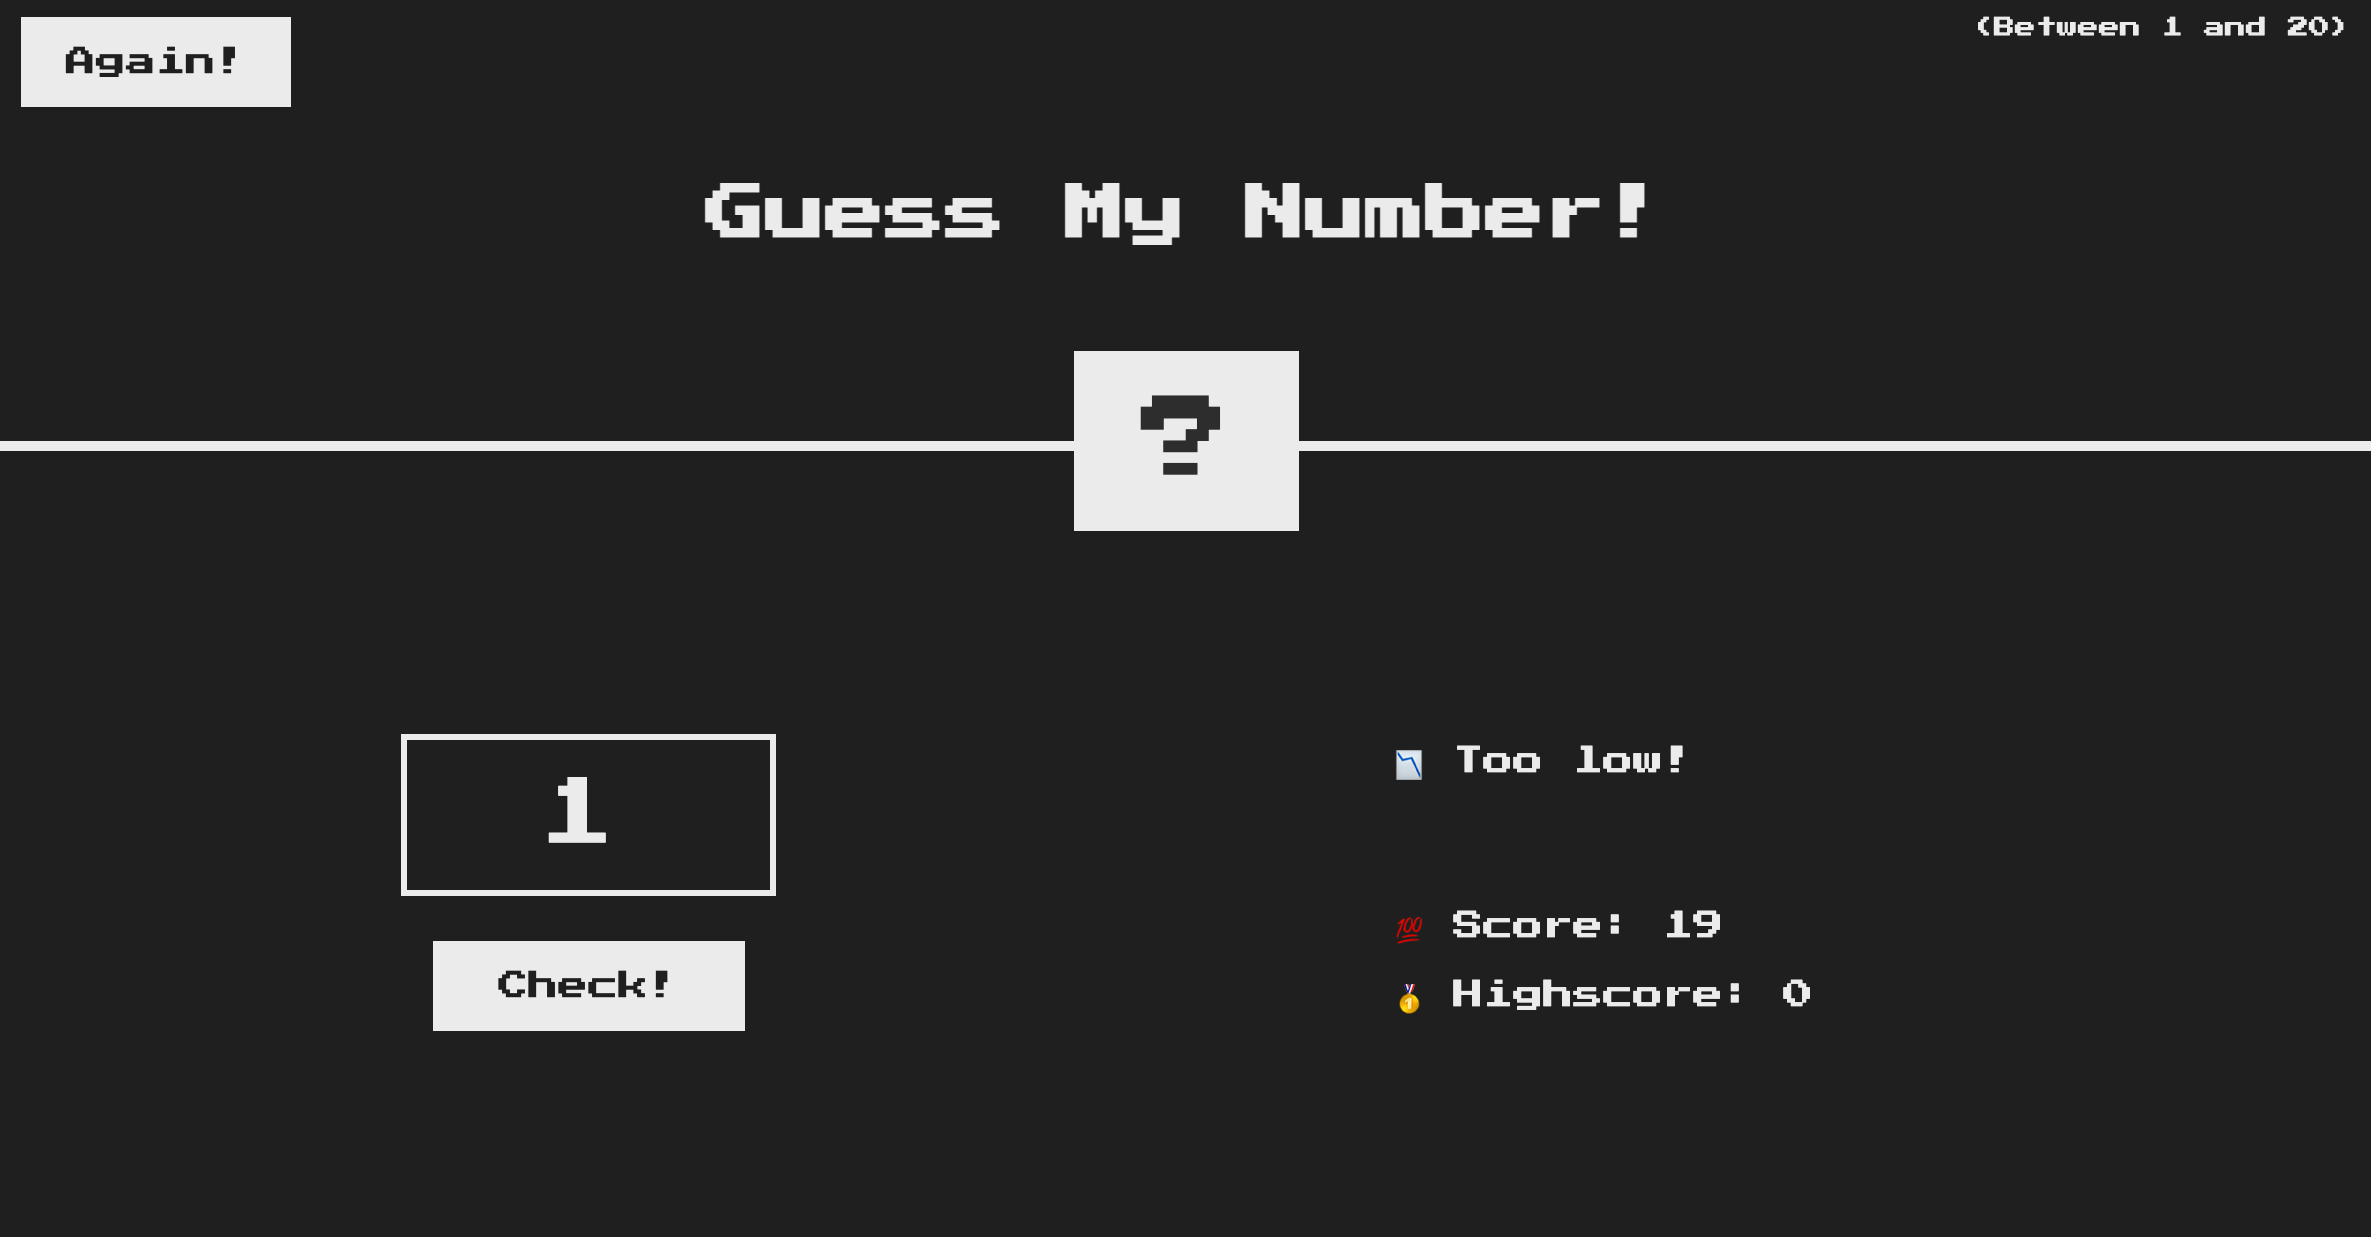 Again!
(Between 1 and 20)
Guess My Number!
?
1
Check!
📉 Too low!
💯 Score: 19
🥇 Highscore: 0